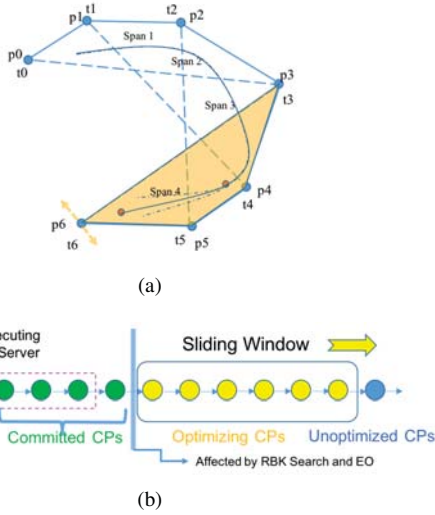 p1 t1
t2 p2
Span 1
p0
t0
Span 2
p3
t3
Span 3
Span 4
p4
t4
p6
t6
t5 p5
(a)
ecuting
Server
Sliding Window
Committed CPs
Optimizing CPs
Unoptimized CPs
Affected by RBK Search and EO
(b)